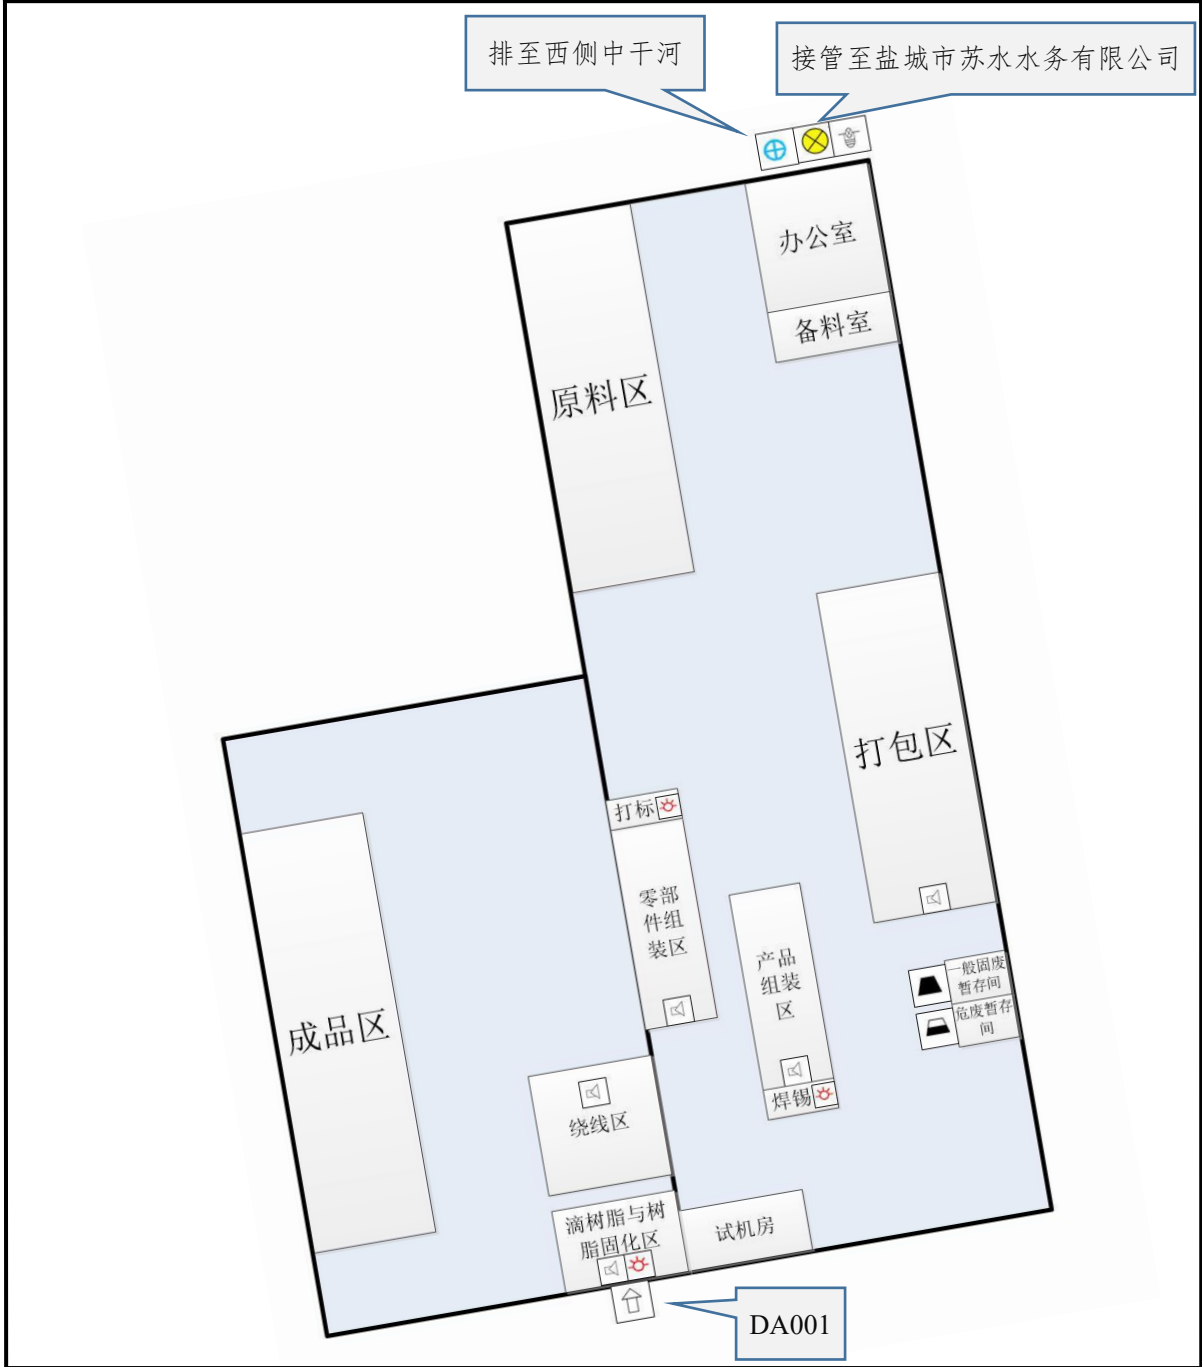 排至西侧中干河
接管至盐城市苏水水务有限公司
办公室
备料室
原料区
打包区
打标
零部
件组
装区
产品
组装
区
一般固废
暂存间
危废暂存
间
成品区
焊锡
绕线区
滴树脂与树
脂固化区
试机房
DA001